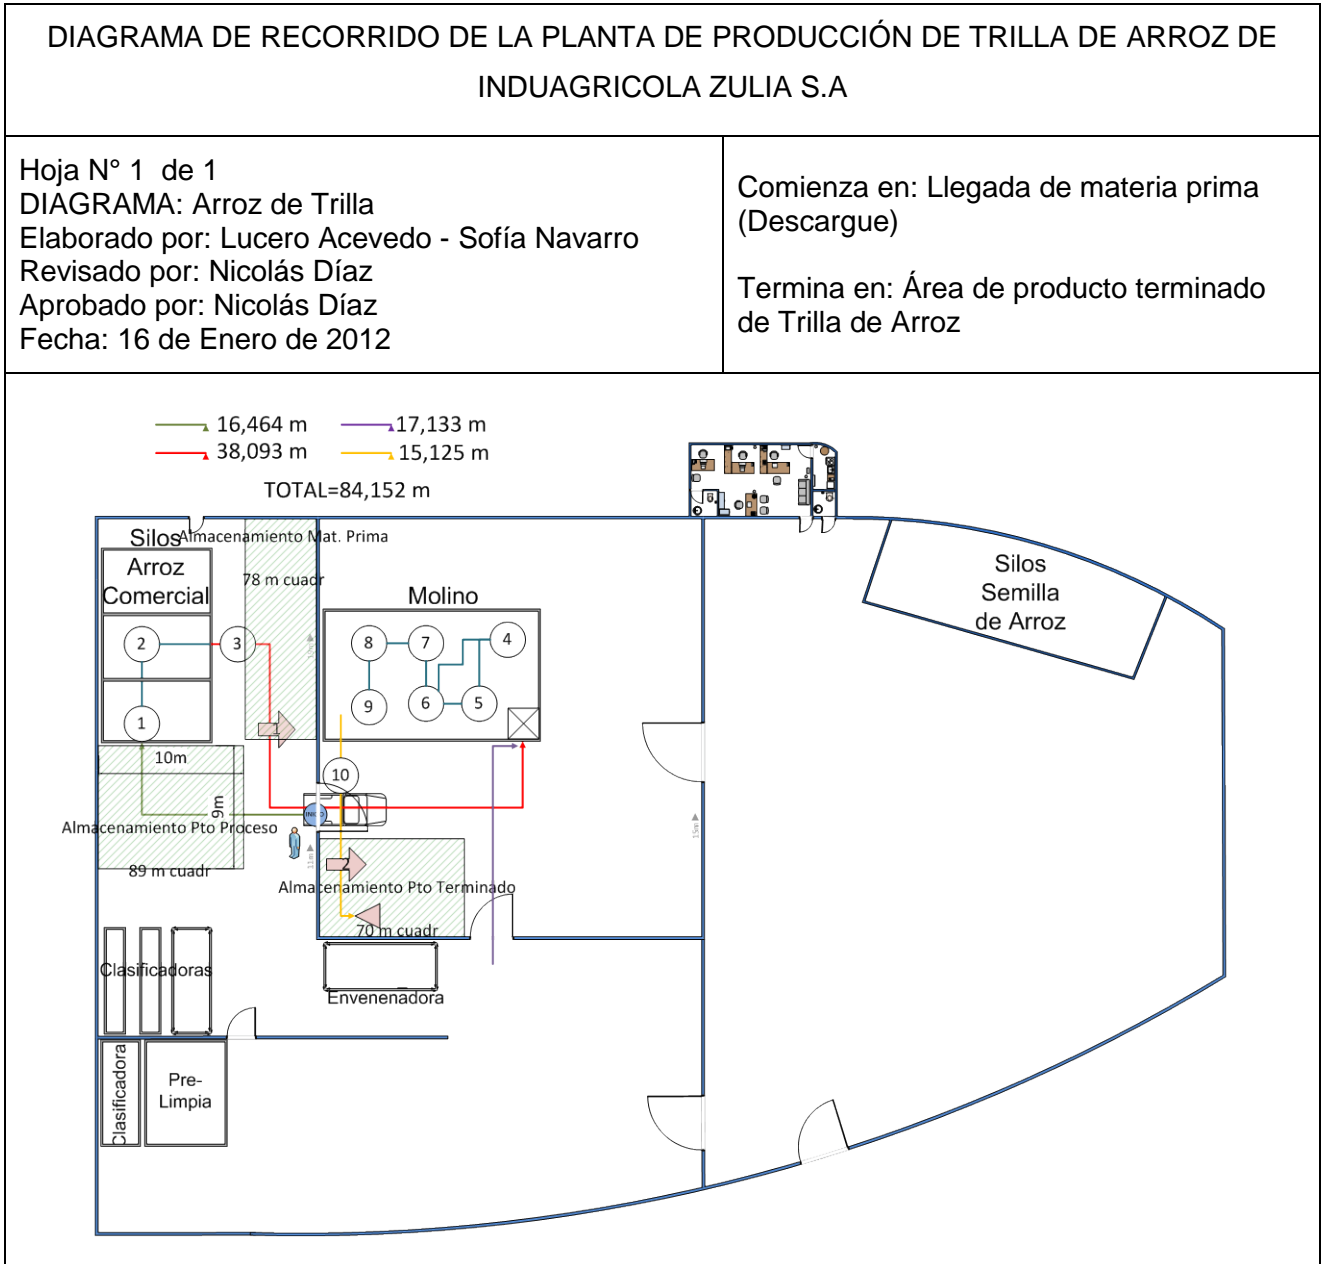 DIAGRAMA DE RECORRIDO DE LA PLANTA DE PRODUCCIÓN DE TRILLA DE ARROZ DE
INDUAGRICOLA ZULIA S.A
Hoja N° 1 de 1
DIAGRAMA: Arroz de Trilla
Elaborado por: Lucero Acevedo - Sofía Navarro
Revisado por: Nicolás Díaz
Aprobado por: Nicolás Díaz
Fecha: 16 de Enero de 2012
Comienza en: Llegada de materia prima
(Descargue)
Termina en: Área de producto terminado
de Trilla de Arroz
16,464 m
17,133 m
38,093 m
15,125 m
TOTAL=84,152 m
Silos
Arroz
Comercial
Almacenamiento Mat. Prima
78 m cuadr
Molino
Silos
Semilla
de Arroz
2
3
8
7
4
1
9
6
5
1
10m
9m
10
INICIO
Almacenamiento Pto Proceso
89 m cuadr
11m
15m
2
Almacenamiento Pto Terminado
70 m cuadr
Clasificadoras
Envenenadora
Clasificadora
Pre-
Limpia